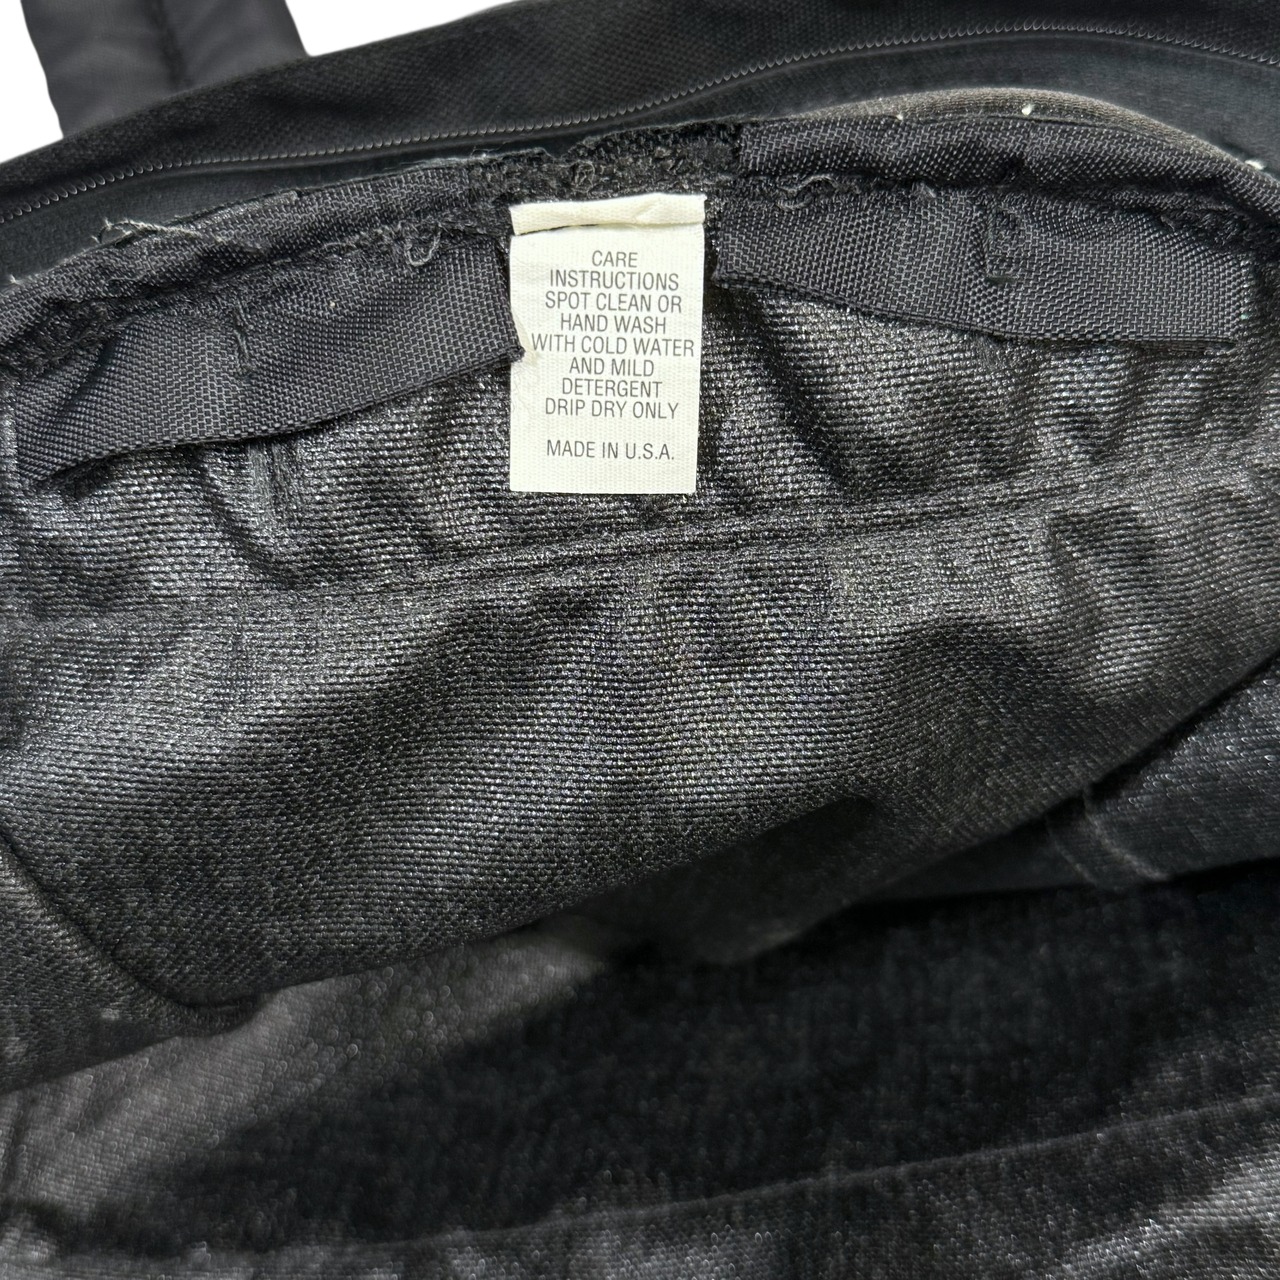 CARE
INSTRUCTIONS
SPOT CLEAN OR
HAND WASH
WITH COLD WATER
AND MILD
DETERGENT
DRIP DRY ONLY
MADE IN U.S.A.